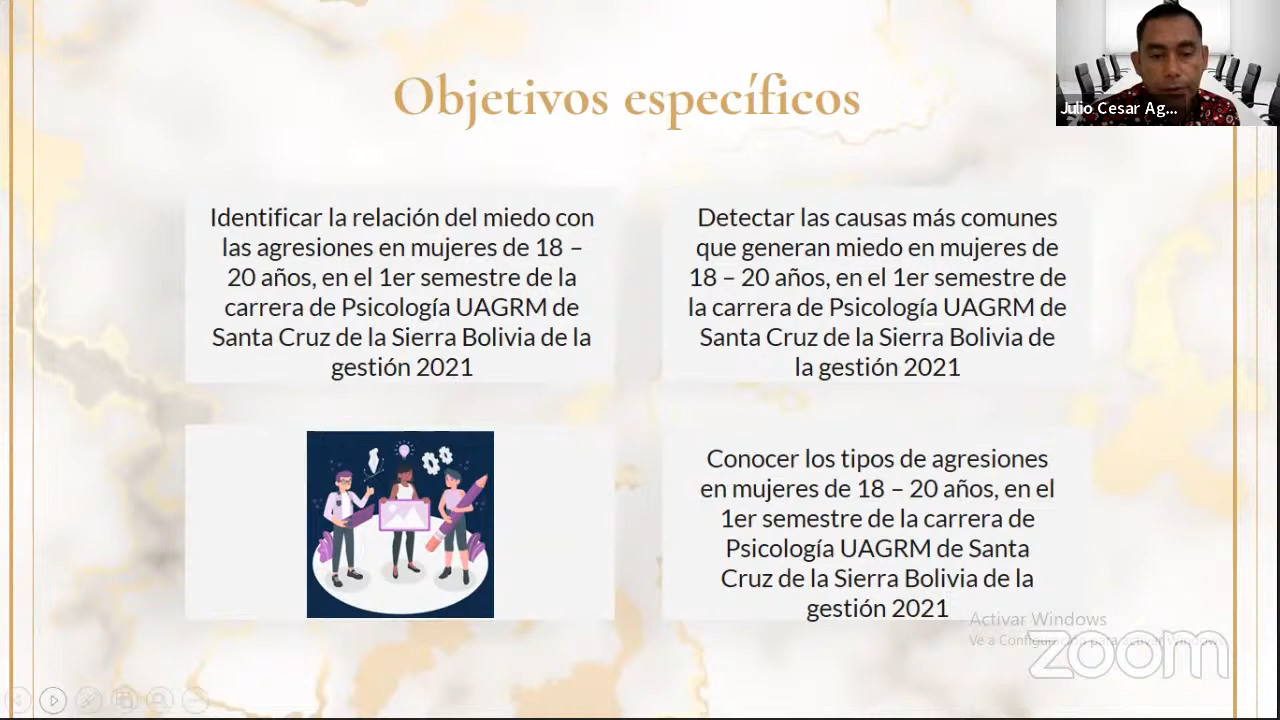 Objetivos específicos
Julio Cesar Ag...
Identificar la relación del miedo con
las agresiones en mujeres de 18 –
20 años, en el 1er semestre de la
carrera de Psicología UAGRM de
Santa Cruz de la Sierra Bolivia de la
gestión 2021
Detectar las causas más comunes
que generan miedo en mujeres de
18 – 20 años, en el 1er semestre de
la carrera de Psicología UAGRM de
Santa Cruz de la Sierra Bolivia de
la gestión 2021
Conocer los tipos de agresiones
en mujeres de 18 – 20 años, en el
1er semestre de la carrera de
Psicología UAGRM de Santa
Cruz de la Sierra Bolivia de la
gestión 2021
Activar Windows
Ve a Configuración para activar Windows.
zoom